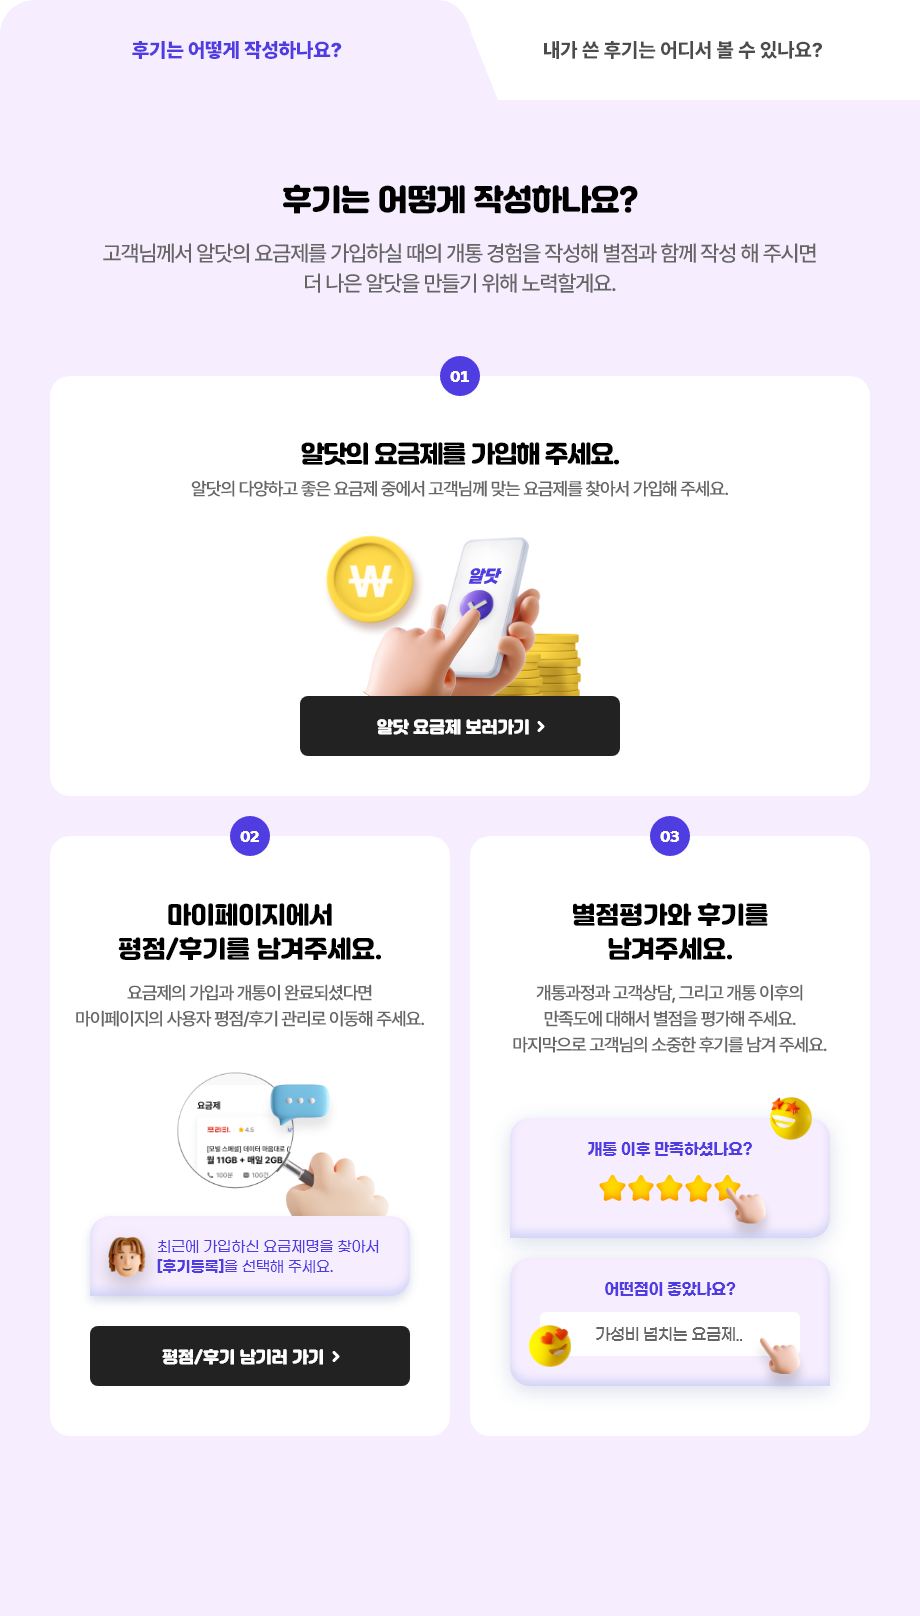 후기는 어떻게 작성하나요?
내가 쓴 후기는 어디서 볼 수 있나요?
후기는 어떻게 작성하나요?
고객님께서 알닷의 요금제를 가입하실 때의 개통 경험을 작성해 별점과 함께 작성 해 주시면
더 나은 알닷을 만들기 위해 노력할게요.
01
알닷의 요금제를 가입해 주세요.
알닷의 다양하고 좋은 요금제 중에서 고객님께 맞는 요금제를 찾아서 가입해 주세요.
₩
알닷
알닷 요금제 보러가기 >
02
마이페이지에서
평점/후기를 남겨주세요.
요금제의 가입과 개통이 완료되셨다면
마이페이지의 사용자 평점/후기 관리로 이동해 주세요.
요금제
프리티. · 4.5
[모발 스페셜] 데이터 마음대로 (
월 11GB + 매일 2GB
100분 100건
최근에 가입하신 요금제명을 찾아서
[후기등록]을 선택해 주세요.
평점/후기 남기러 가기 >
03
별점평가와 후기를
남겨주세요.
개통과정과 고객상담, 그리고 개통 이후의
만족도에 대해서 별점을 평가해 주세요.
마지막으로 고객님의 소중한 후기를 남겨 주세요.
개통 이후 만족하셨나요?
어떤점이 좋았나요?
가성비 넘치는 요금제..